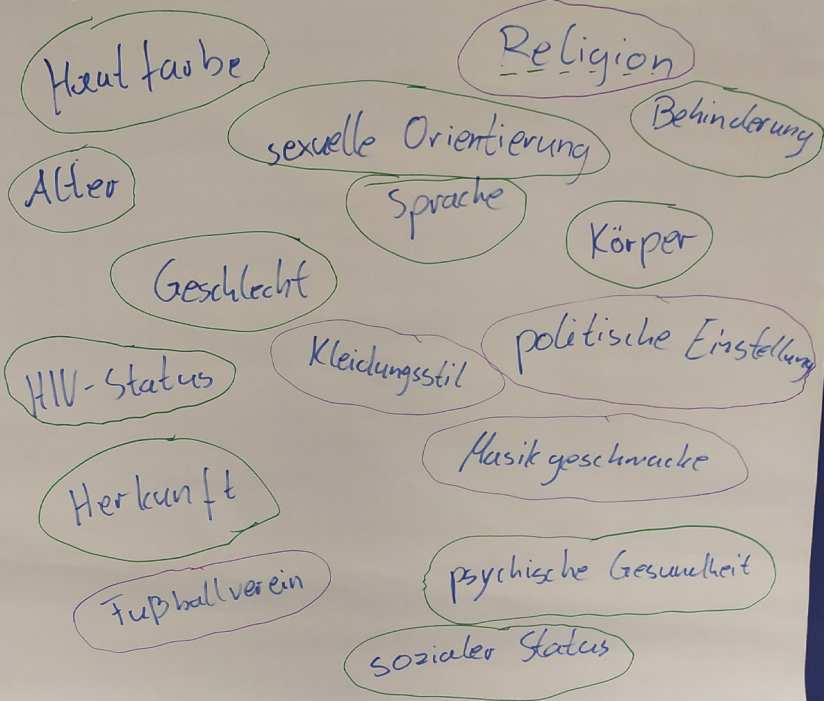 Hautfarbe
Religion
sexuelle Orientierung
Behinderung
Alter
Sprache
Körper
Geschlecht
politische Einstellung
Kleidungsstil
HIV-Status
Musikgeschmacke
Herkunft
psychische Gesundheit
Fußballverein
sozialer Status